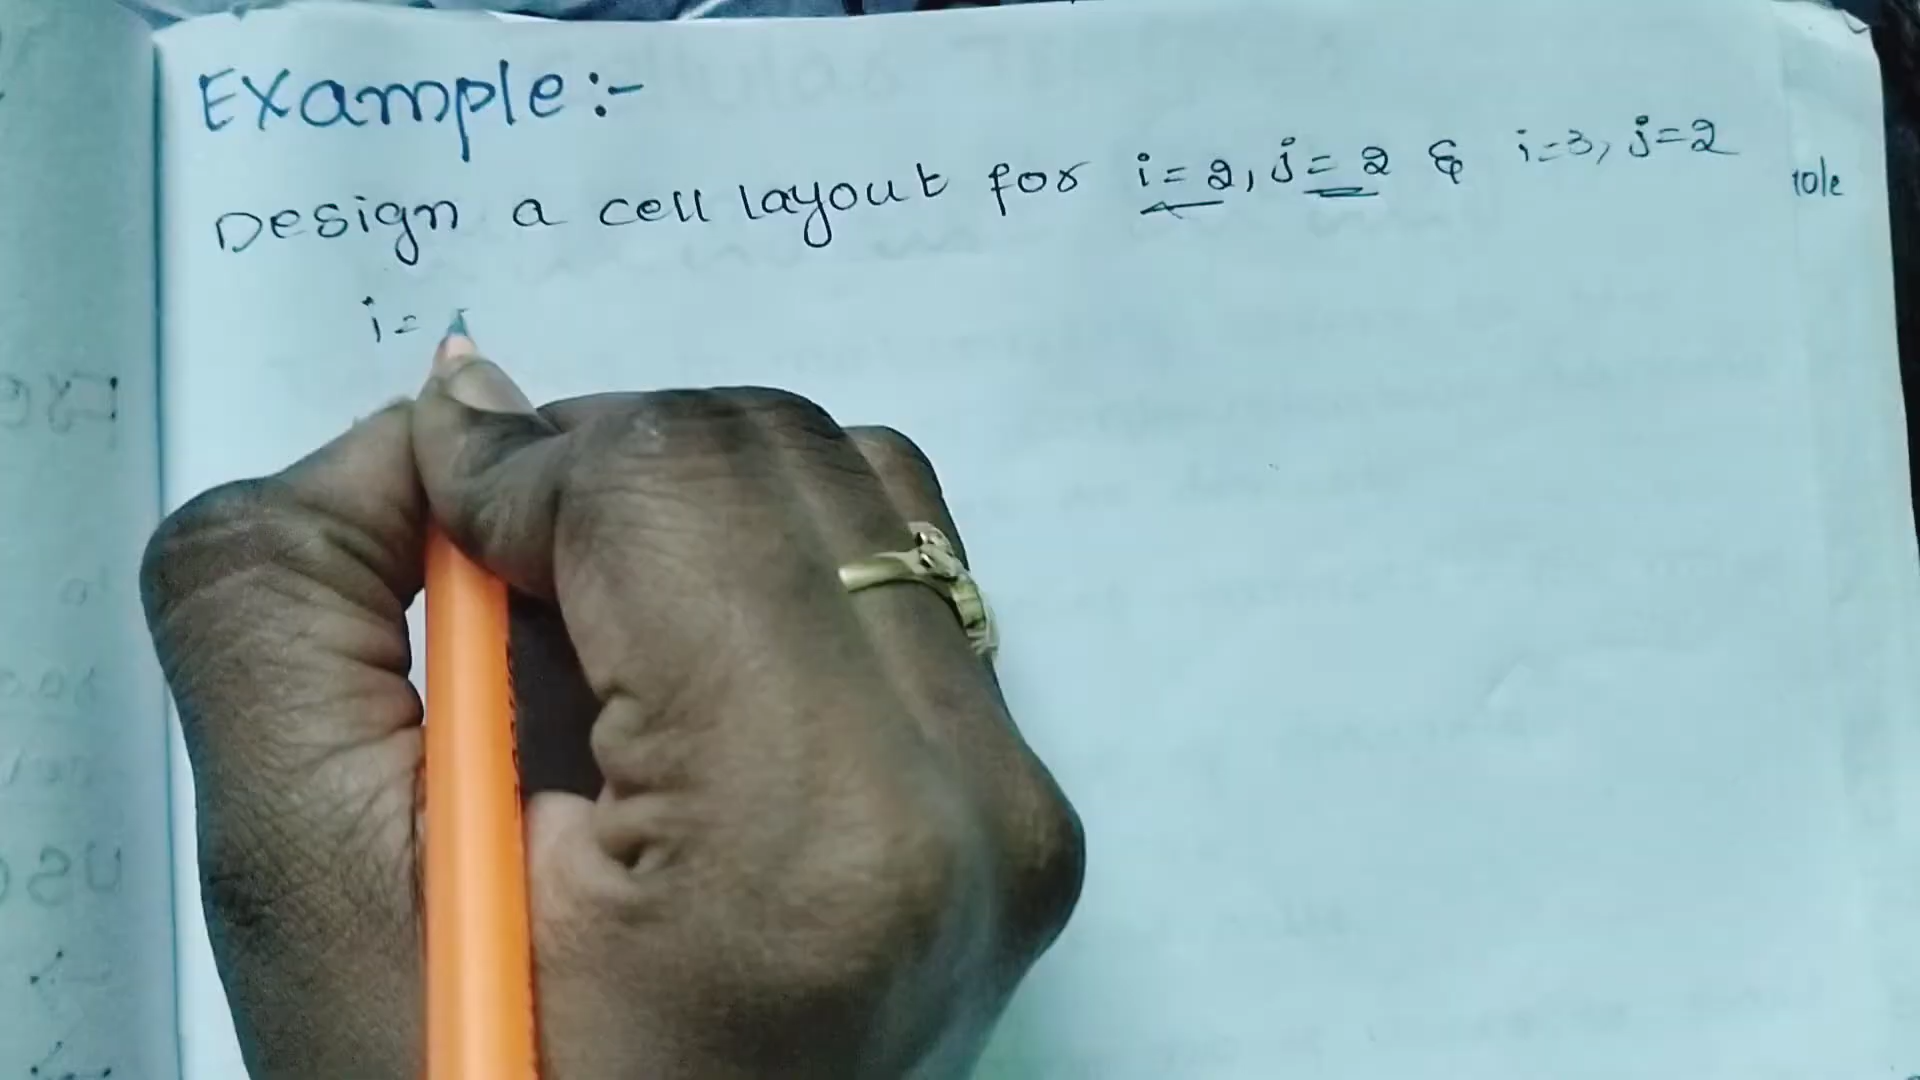 Example :-
Design a cell layout for i = 2, j = 2 & i=3, j=2
i =